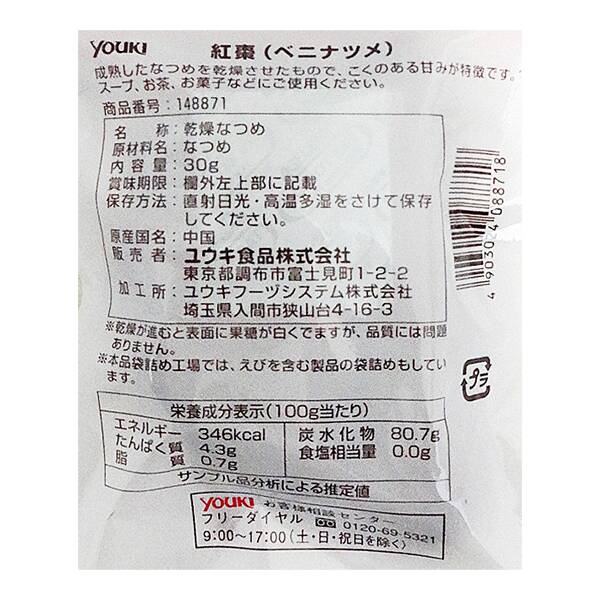 YOUKI 紅棗(ベニナツメ)
成熟したなつめを乾燥させたもので、こくのある甘みが特徴です。
スープ、お茶、お菓子などにご使用ください。
商品番号:148871
名称:乾燥なつめ
原材料名:なつめ
内容量:30g
賞味期限:欄外左上部に記載
保存方法:直射日光・高温多湿をさけて保存
してください。
原産国名:中国
販売者:ユウキ食品株式会社
東京都調布市富士見町1-2-2
加工所:ユウキフーヅシステム株式会社
埼玉県入間市狭山台4-16-3
※乾燥が進むと表面に果糖が白くでますが、品質には問題
ありません。
※本品袋詰め工場では、えびを含む製品の袋詰めもしてい
ます。
4903024088718
プラ
栄養成分表示(100g当たり)
エネルギー 346kcal 炭水化物 80.7g
たんぱく質 4.3g 食塩相当量 0.0g
脂質 0.7g
サンプル品分析による推定値
YOUKI お客様相談センター
フリーダイヤル 0120-69-5321
9:00~17:00(土・日・祝日を除く)